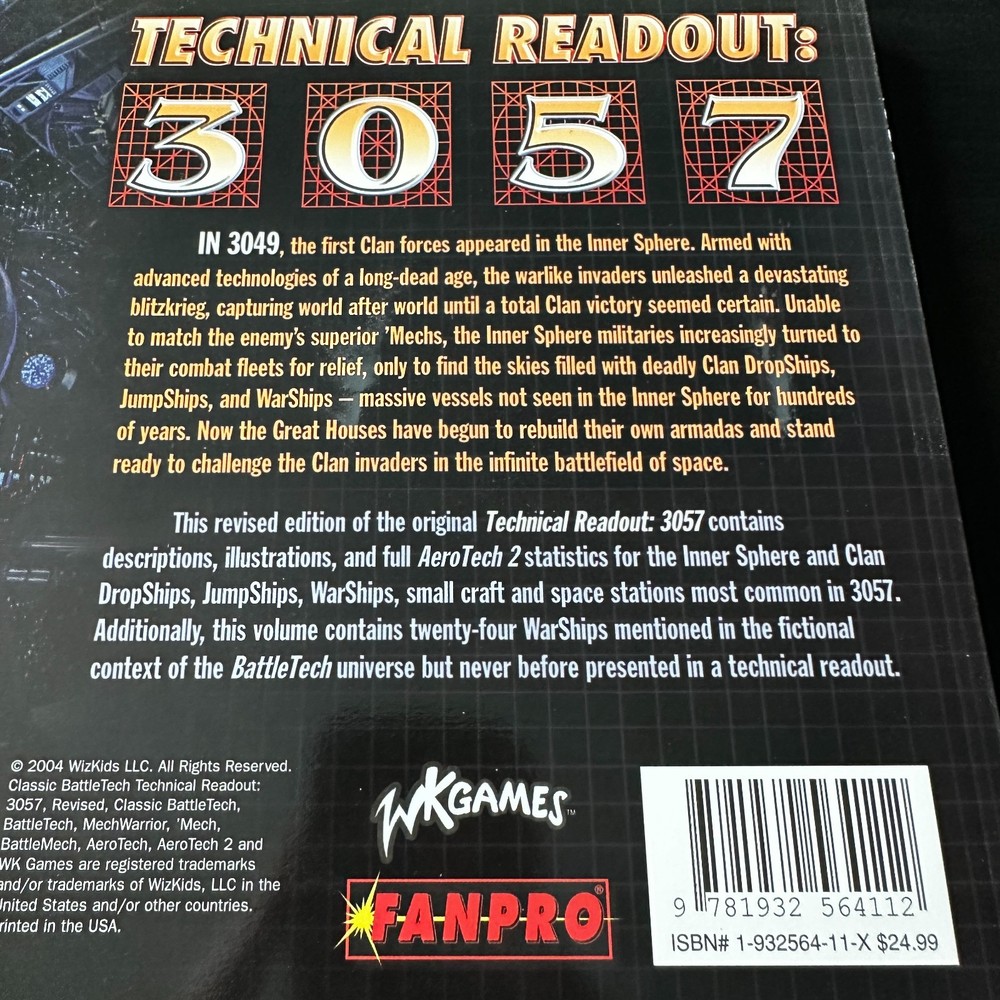 TECHNICAL READOUT:
3057
IN 3049, the first Clan forces appeared in the Inner Sphere. Armed with
advanced technologies of a long-dead age, the warlike invaders unleashed a devastating
blitzkrieg, capturing world after world until a total Clan victory seemed certain. Unable
to match the enemy's superior 'Mechs, the Inner Sphere militaries increasingly turned to
their combat fleets for relief, only to find the skies filled with deadly Clan DropShips,
JumpShips, and WarShips – massive vessels not seen in the Inner Sphere for hundreds
of years. Now the Great Houses have begun to rebuild their own armadas and stand
ready to challenge the Clan invaders in the infinite battlefield of space.
This revised edition of the original Technical Readout: 3057 contains
descriptions, illustrations, and full AeroTech 2 statistics for the Inner Sphere and Clan
DropShips, JumpShips, WarShips, small craft and space stations most common in 3057.
Additionally, this volume contains twenty-four WarShips mentioned in the fictional
context of the BattleTech universe but never before presented in a technical readout.
© 2004 WizKids LLC. All Rights Reserved.
Classic BattleTech Technical Readout:
3057, Revised, Classic BattleTech,
BattleTech, MechWarrior, 'Mech,
BattleMech, AeroTech, AeroTech 2 and
WK Games are registered trademarks
and/or trademarks of WizKids, LLC in the
United States and/or other countries.
rinted in the USA.
WKGAMES™
FANPRO®
9 781932 564112
ISBN# 1-932564-11-X $24.99